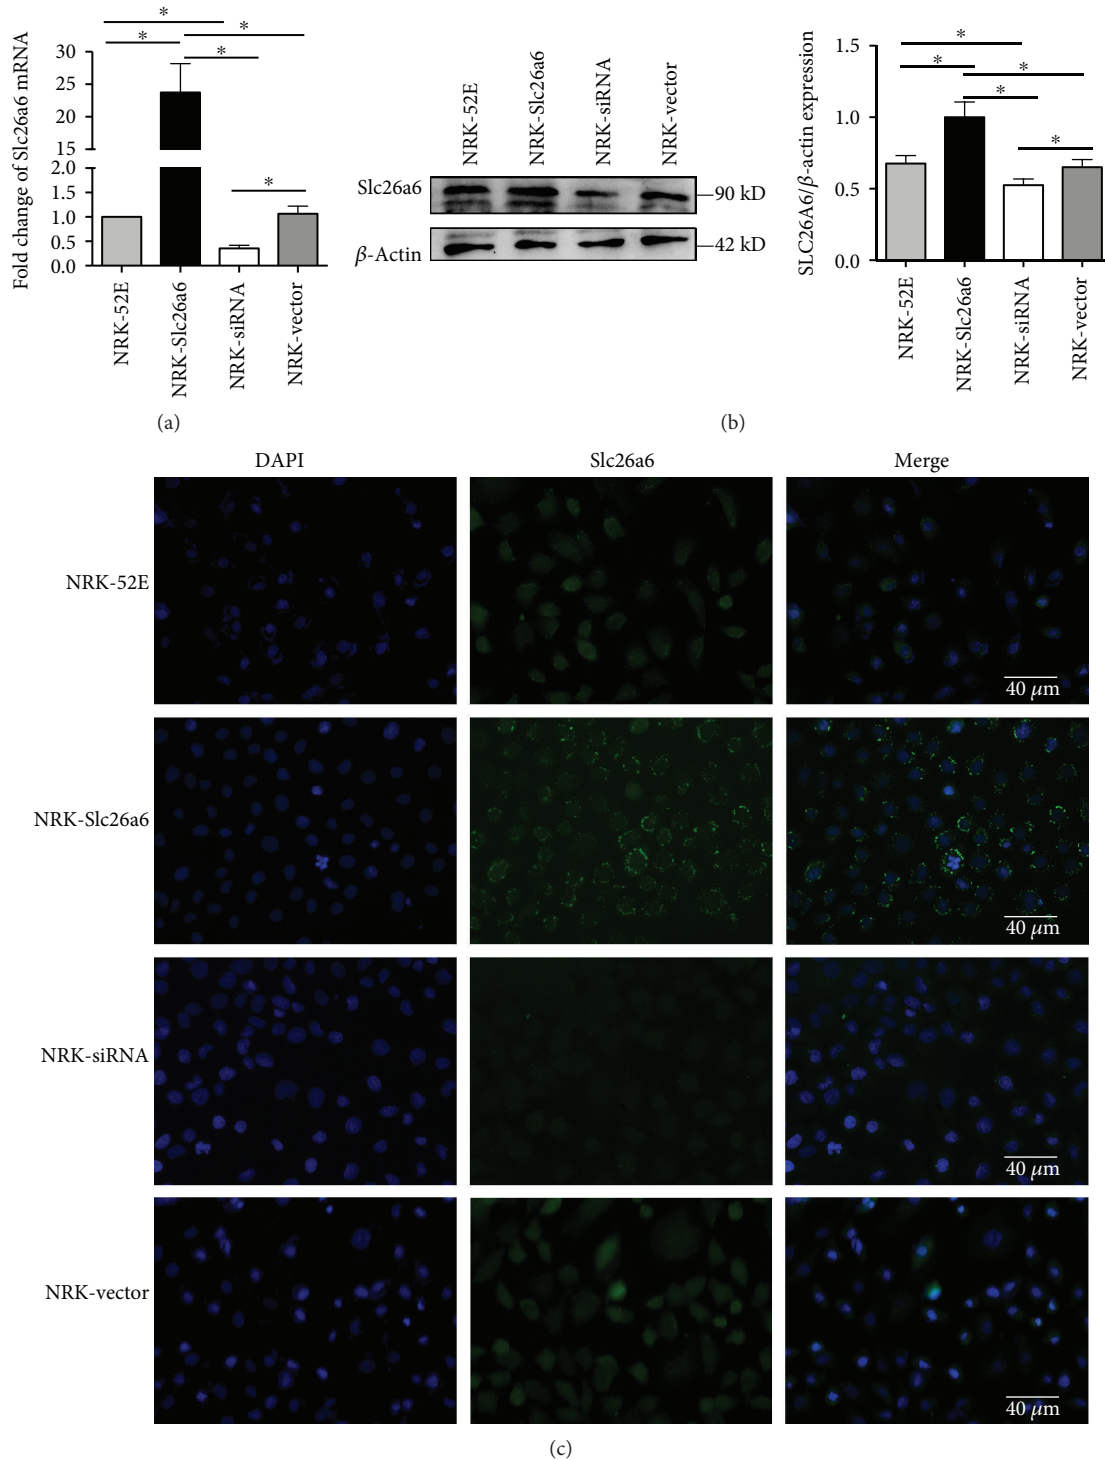 Fold change of Slc26a6 mRNA
30
25
20
15
2.0
1.5
1.0
0.5
0.0
*
*
*
*
*
NRK-52E
NRK-Slc26a6
NRK-siRNA
NRK-vector
(a)
NRK-52E
NRK-Slc26a6
NRK-siRNA
NRK-vector
Slc26a6
90 kD
β-Actin
42 kD
SLC26A6/β-actin expression
1.5
1.0
0.5
0.0
*
*
*
*
*
NRK-52E
NRK-Slc26a6
NRK-siRNA
NRK-vector
(b)
DAPI
Slc26a6
Merge
NRK-52E
40 μm
NRK-Slc26a6
40 μm
NRK-siRNA
40 μm
NRK-vector
40 μm
(c)